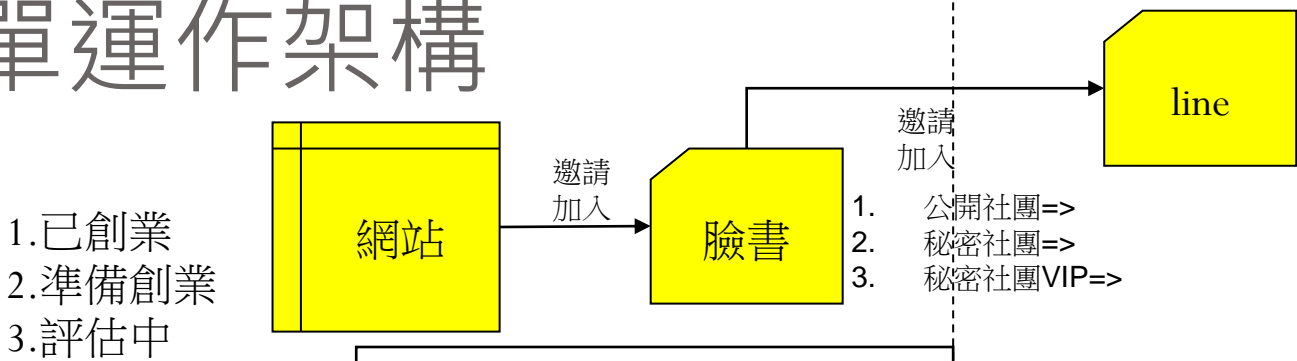 單運作架構
line
邀請
加入
邀請
加入
網站
臉書
1.已創業
2.準備創業
3.評估中
1. 公開社團=>
2. 秘密社團=>
3. 秘密社團VIP=>